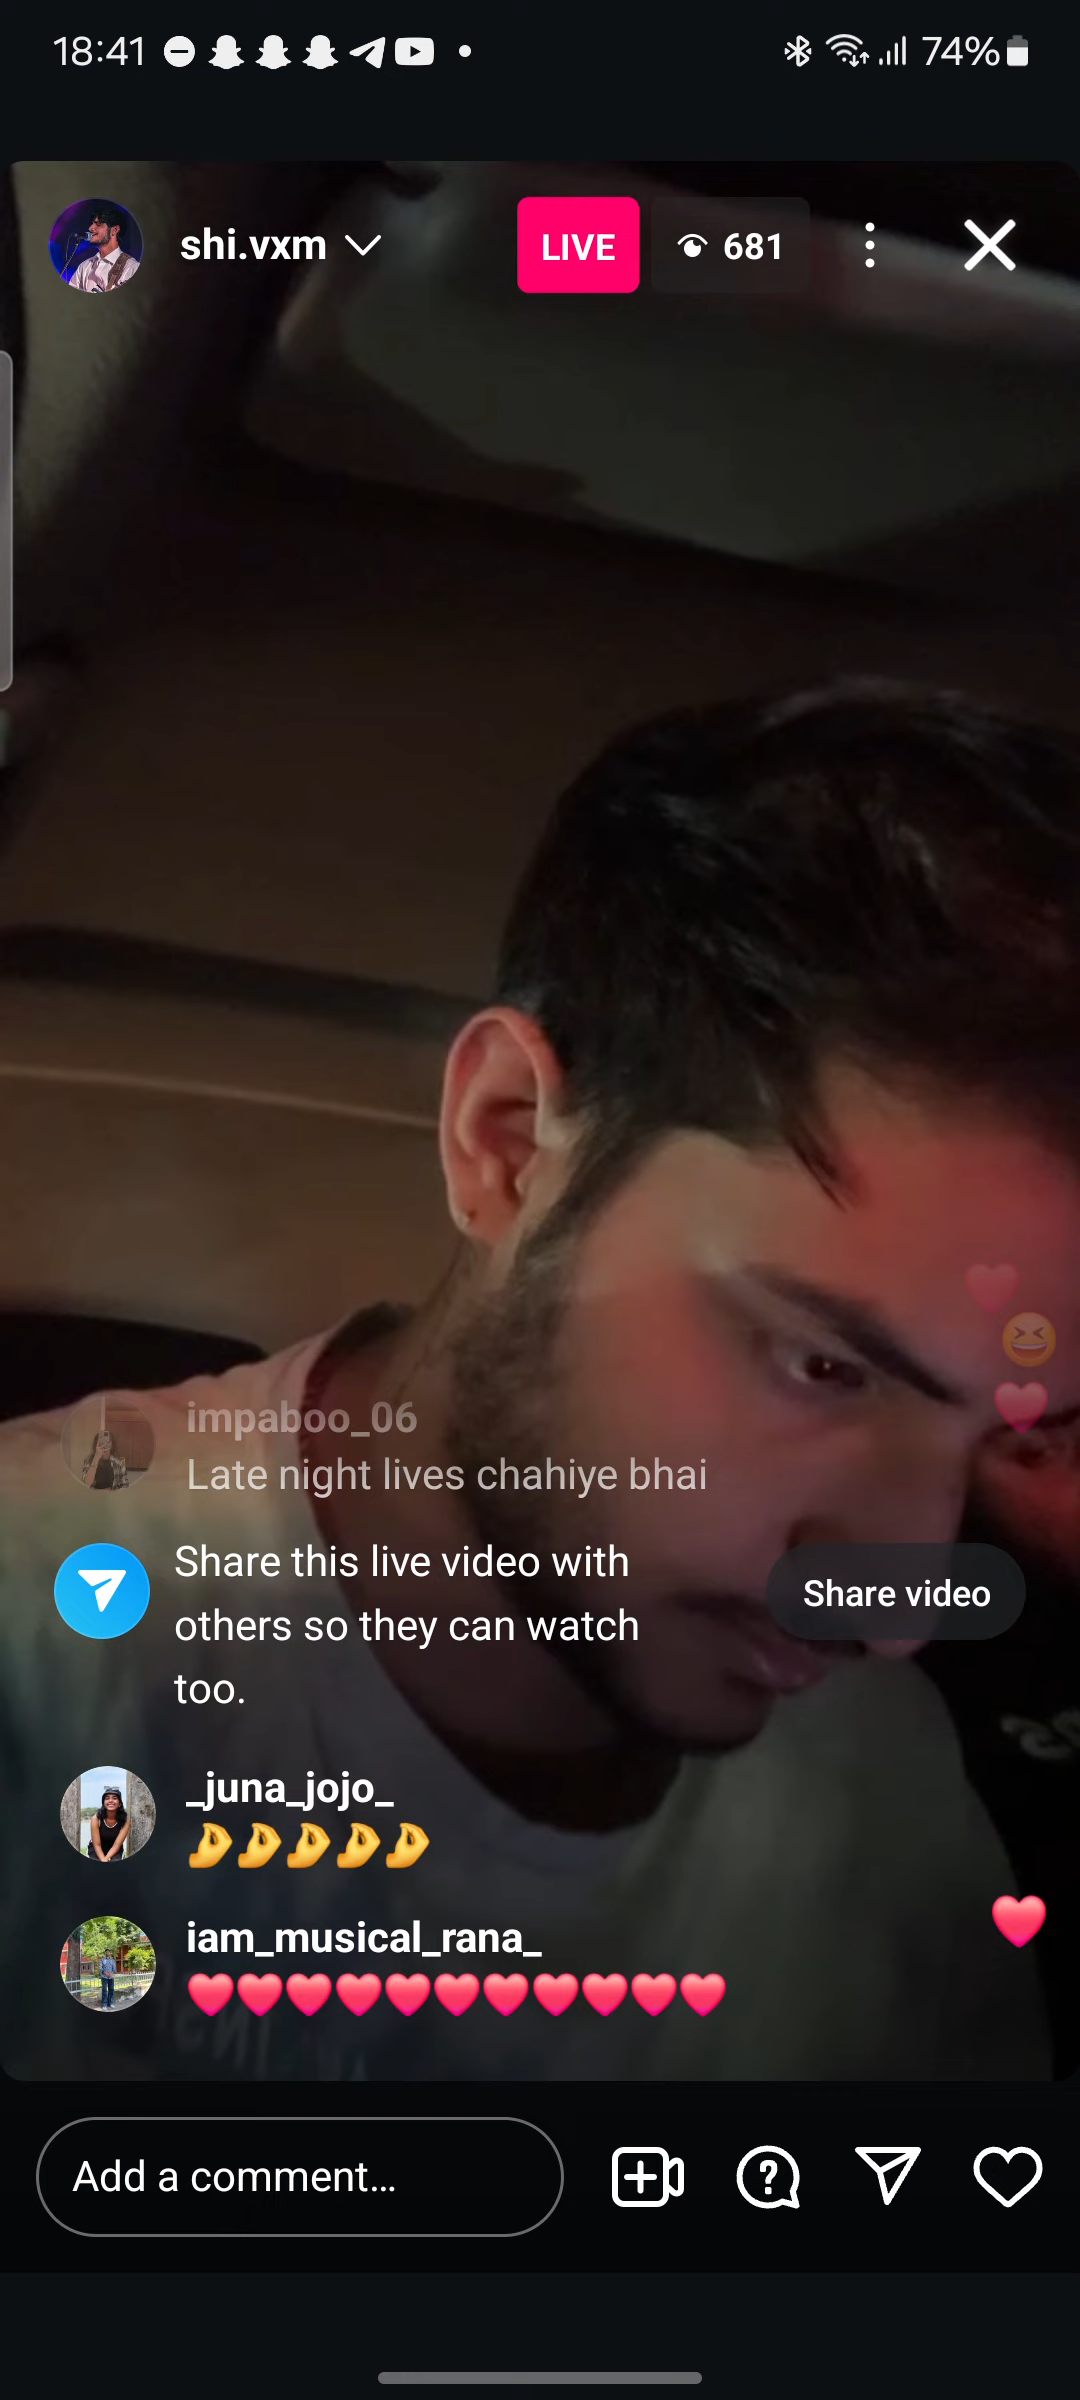 18:41
74%
shi.vxm
LIVE
681
impaboo_06
Late night lives chahiye bhai
Share this live video with
others so they can watch
too.
Share video
_juna_jojo_
🤌🤌🤌🤌🤌
iam_musical_rana_
❤️❤️❤️❤️❤️❤️❤️❤️❤️❤️❤️
Add a comment...